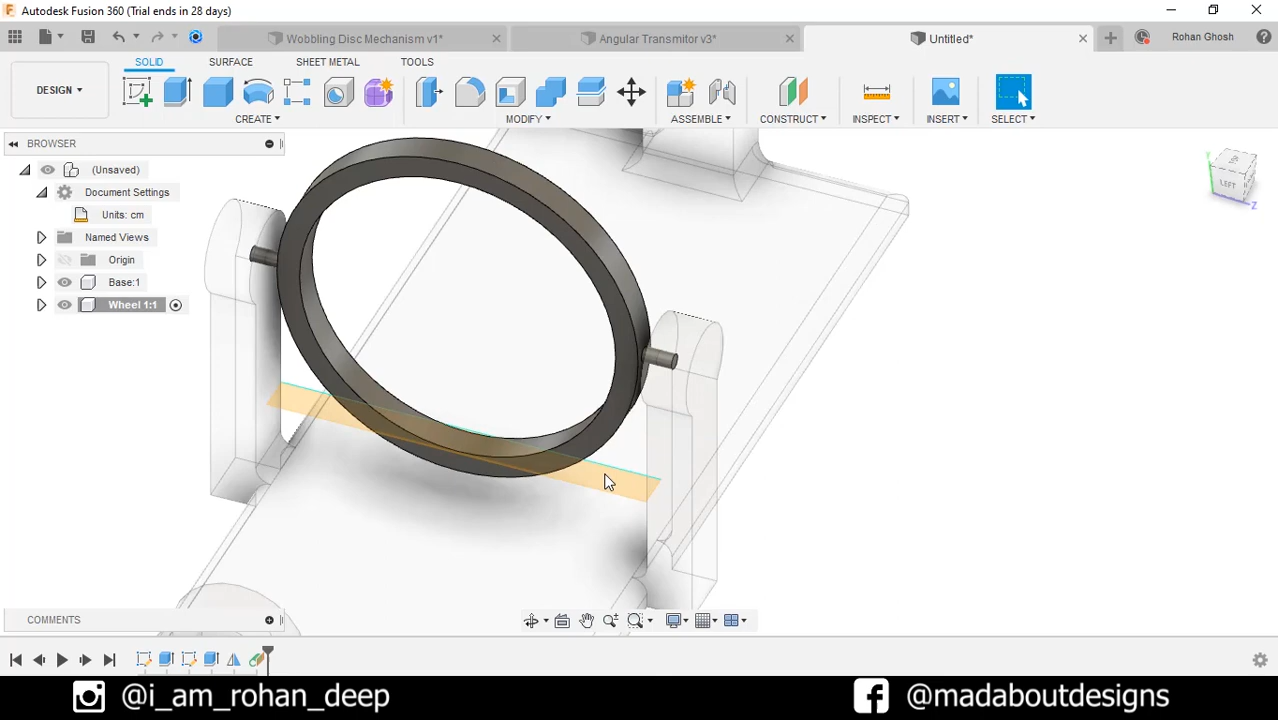 Autodesk Fusion 360 (Trial ends in 28 days)
Wobbling Disc Mechanism v1*
Angular Transmitor v3*
Untitled*
Rohan Ghosh
DESIGN
SOLID
SURFACE
SHEET METAL
TOOLS
CREATE
MODIFY
ASSEMBLE
CONSTRUCT
INSPECT
INSERT
SELECT
BROWSER
(Unsaved)
Document Settings
Units: cm
Named Views
Origin
Base:1
Wheel 1:1
LEFT
Y
Z
COMMENTS
@i_am_rohan_deep
@madaboutdesigns